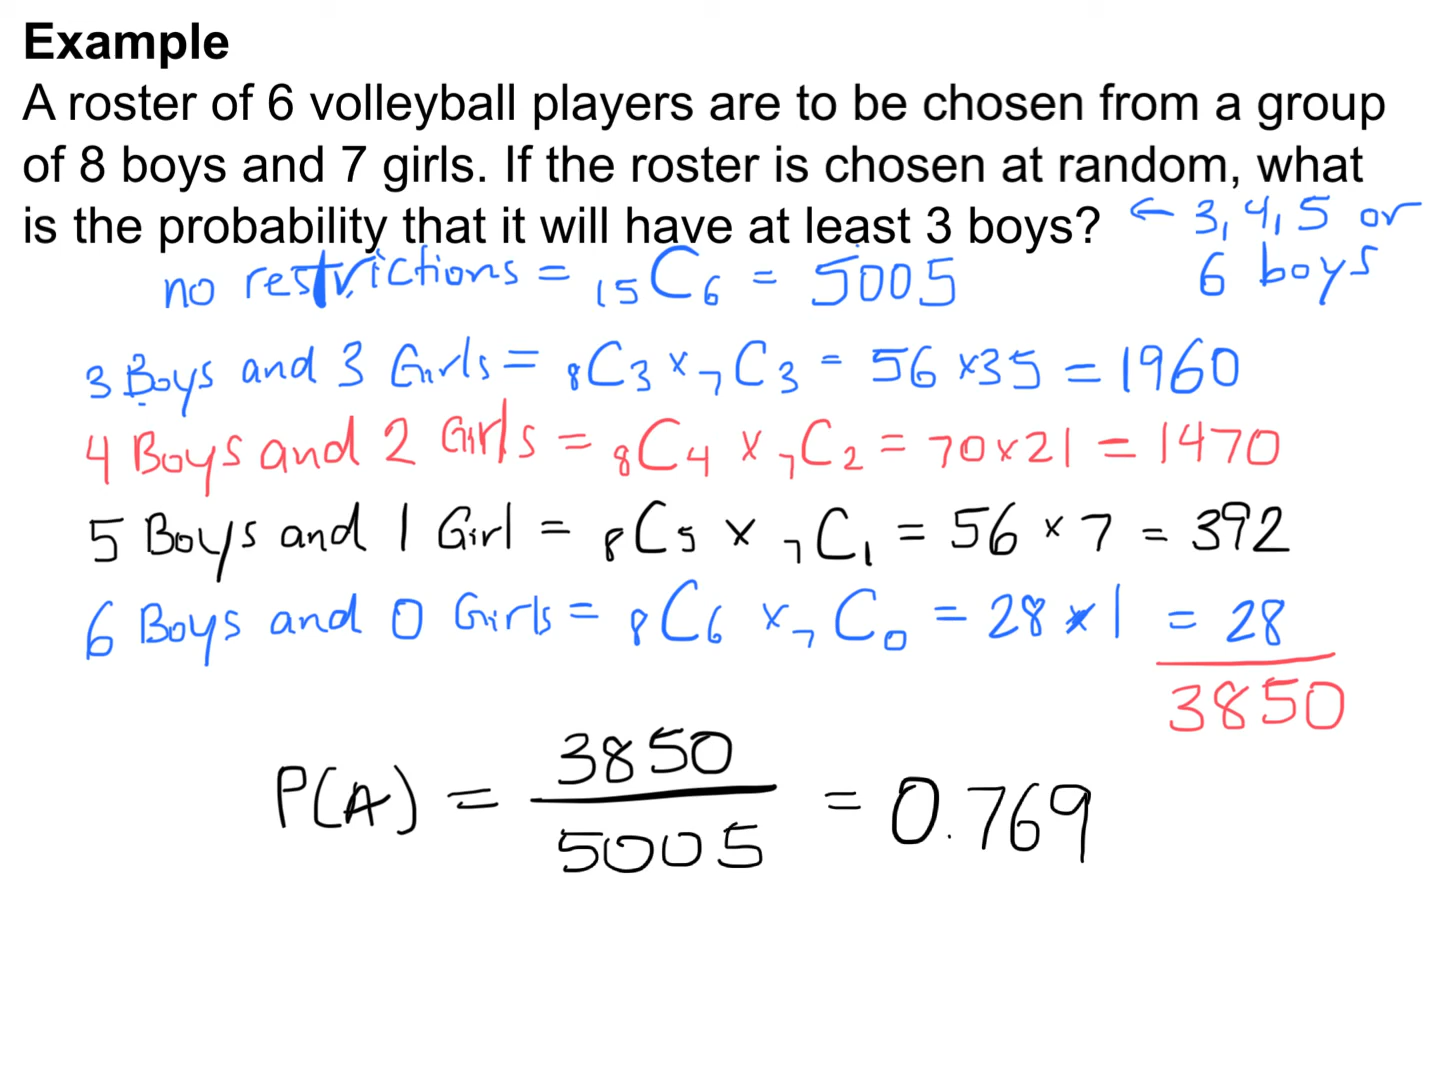 Example
A roster of 6 volleyball players are to be chosen from a group
of 8 boys and 7 girls. If the roster is chosen at random, what
is the probability that it will have at least 3 boys? ← 3, 4, 5 or
6 boys
no restrictions = ₁₅C₆ = 5005
3 Boys and 3 Girls = ₈C₃ × ₇C₃ = 56 × 35 = 1960
4 Boys and 2 Girls = ₈C₄ × ₇C₂ = 70 × 21 = 1470
5 Boys and 1 Girl = ₈C₅ × ₇C₁ = 56 × 7 = 392
6 Boys and 0 Girls = ₈C₆ × ₇C₀ = 28 × 1 = 28
3850
P(A) = 3850/5005 = 0.769